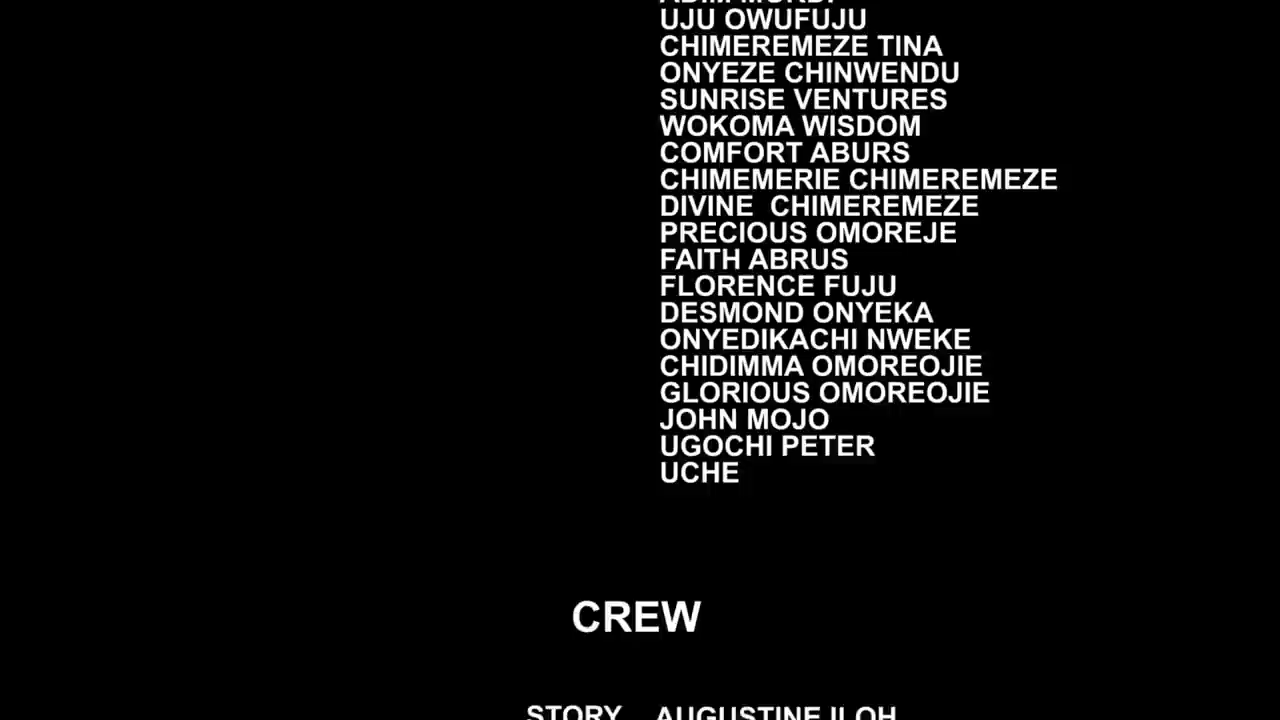 UJU OWUFUJU
CHIMEREMEZE TINA
ONYEZE CHINWENDU
SUNRISE VENTURES
WOKOMA WISDOM
COMFORT ABURS
CHIMEMERIE CHIMEREMEZE
DIVINE  CHIMEREMEZE
PRECIOUS OMOREJE
FAITH ABRUS
FLORENCE FUJU
DESMOND ONYEKA
ONYEDIKACHI NWEKE
CHIDIMMA OMOREOJIE
GLORIOUS OMOREOJIE
JOHN MOJO
UGOCHI PETER
UCHE
CREW
STORY AUGUSTINE ILOH